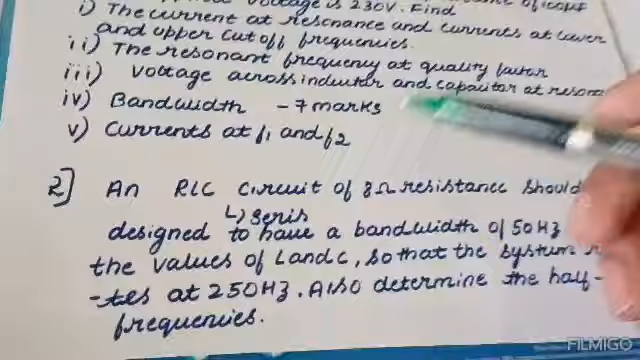 voltage is 230V. Find
i) The current at resonance and currents at lower
and upper cut off frequencies.
ii) The resonant frequency at quality factor
iii) Voltage across inductor and capacitor at resona
iv) Bandwidth - 7 marks
v) Currents at f1 and f2
2] An RLC circuit of 8Ω resistance should
↳ seris
designed to have a bandwidth of 50Hz
the values of L and C, so that the system
-tes at 250Hz. Also determine the half-
frequencies.
FILMIGO